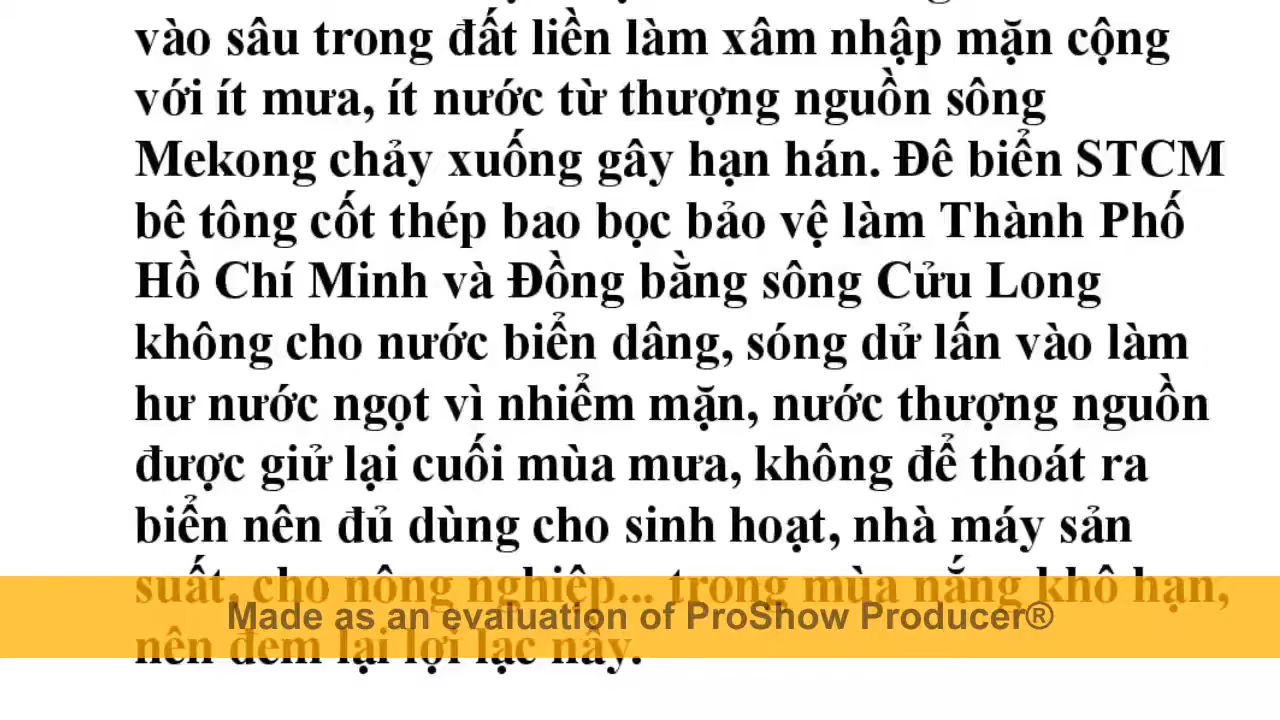 vào sâu trong đất liền làm xâm nhập mặn cộng
với ít mưa, ít nước từ thượng nguồn sông
Mekong chảy xuống gây hạn hán. Đê biển STCM
bê tông cốt thép bao bọc bảo vệ làm Thành Phố
Hồ Chí Minh và Đồng bằng sông Cửu Long
không cho nước biển dâng, sóng dử lấn vào làm
hư nước ngọt vì nhiểm mặn, nước thượng nguồn
được giử lại cuối mùa mưa, không để thoát ra
biển nên đủ dùng cho sinh hoạt, nhà máy sản
suất, cho nông nghiệp... trong mùa nắng khô hạn,
Made as an evaluation of ProShow Producer®
nên đem lại lợi lạc nầy.